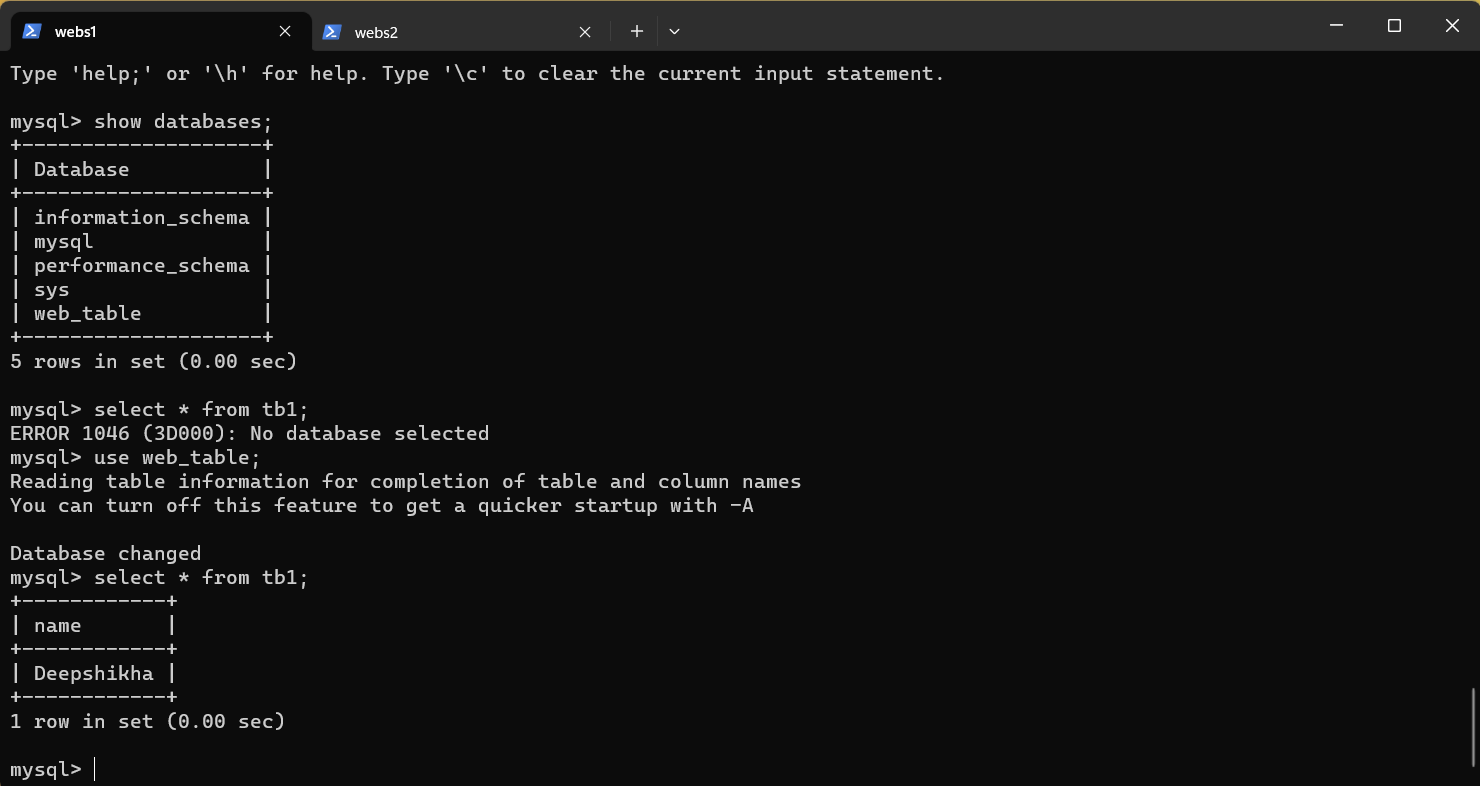 webs1
webs2
Type 'help;' or '\h' for help. Type '\c' to clear the current input statement.
mysql> show databases;
+--------------------+
| Database           |
+--------------------+
| information_schema |
| mysql              |
| performance_schema |
| sys                |
| web_table          |
+--------------------+
5 rows in set (0.00 sec)
mysql> select * from tb1;
ERROR 1046 (3D000): No database selected
mysql> use web_table;
Reading table information for completion of table and column names
You can turn off this feature to get a quicker startup with -A
Database changed
mysql> select * from tb1;
+------------+
| name       |
+------------+
| Deepshikha |
+------------+
1 row in set (0.00 sec)
mysql>